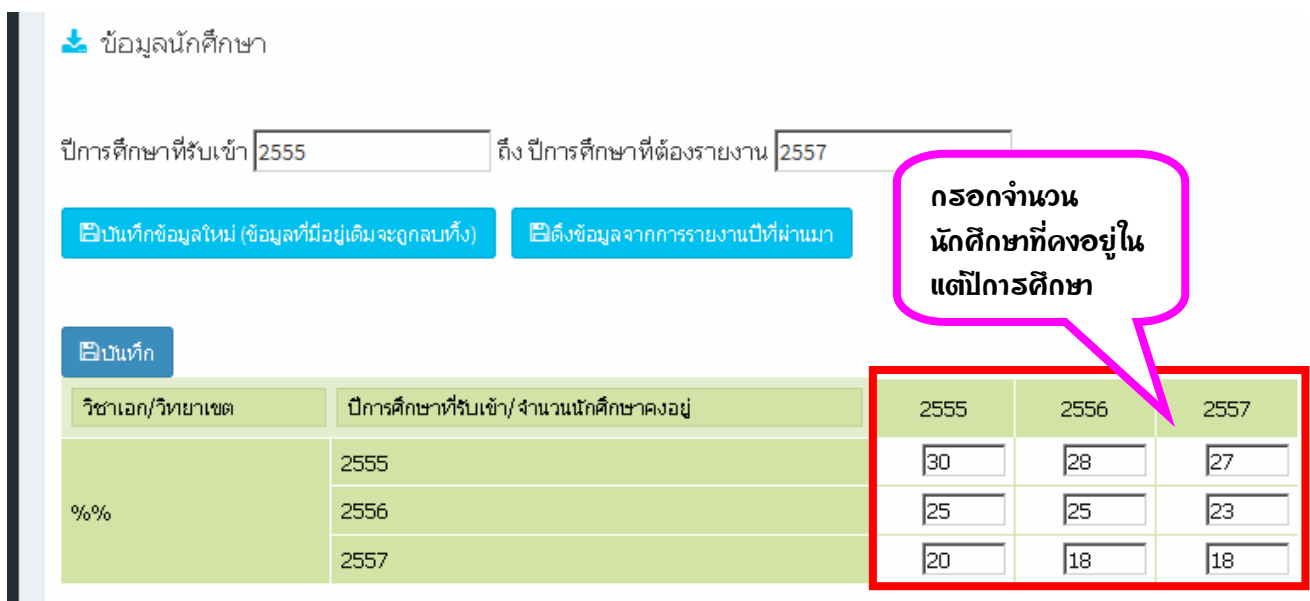 ข้อมูลนักศึกษา
ปีการศึกษาที่รับเข้า 2555 ถึง ปีการศึกษาที่ต้องรายงาน 2557
กรอกจำนวน
นักศึกษาที่คงอยู่ใน
แต่ปีการศึกษา
บันทึกข้อมูลใหม่ (ข้อมูลที่มีอยู่เดิมจะถูกลบทิ้ง) ดึงข้อมูลจากการรายงานปีที่ผ่านมา
บันทึก
วิชาเอก/วิทยาเขต ปีการศึกษาที่รับเข้า/จำนวนนักศึกษาคงอยู่ 2555 2556 2557
2555 30 28 27
%% 2556 25 25 23
2557 20 18 18